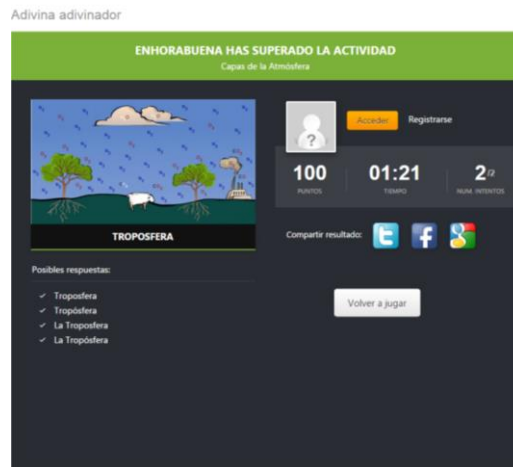 Adivina adivinador
ENHORABUENA HAS SUPERADO LA ACTIVIDAD
Capas de la Atmósfera
Acceder
Registrarse
100
01:21
2/2
PUNTOS
TIEMPO
NUM. INTENTOS
TROPOSFERA
Compartir resultado:
Posibles respuestas:
Troposfera
Tropósfera
La Troposfera
La Tropósfera
Volver a jugar